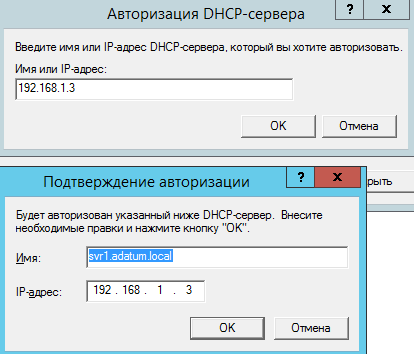 Авторизация DHCP-сервера
? x
Введите имя или IP-адрес DHCP-сервера, который вы хотите авторизовать.
Имя или IP-адрес:
192.168.1.3
OK Отмена
рыть
Подтверждение авторизации
? x
Будет авторизован указанный ниже DHCP-сервер. Внесите
необходимые правки и нажмите кнопку "ОК".
Имя: svr1.adatum.local
IP-адрес: 192 . 168 . 1 . 3
OK Отмена